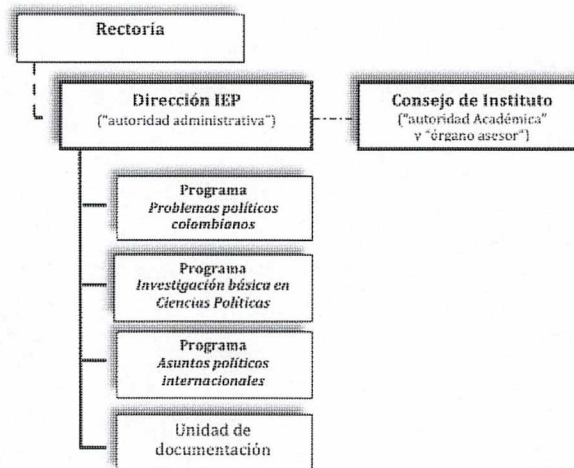 Rectoría
Dirección IEP
("autoridad administrativa")
Consejo de Instituto
("autoridad Académica"
y "órgano asesor")
Programa
Problemas políticos
colombianos
Programa
Investigación básica en
Ciencias Políticas
Programa
Asuntos políticos
internacionales
Unidad de
documentación